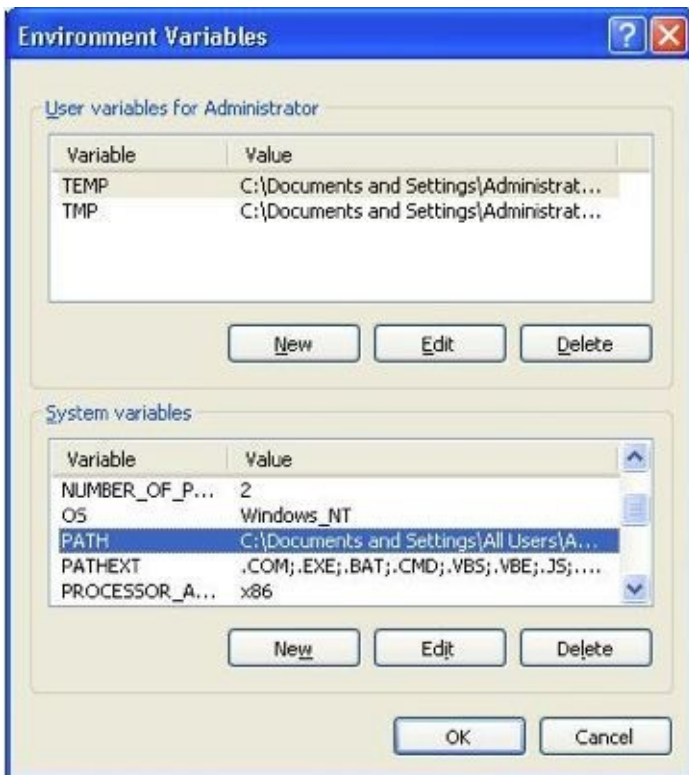 Environment Variables
User variables for Administrator
Variable Value
TEMP C:\Documents and Settings\Administrat...
TMP C:\Documents and Settings\Administrat...
New Edit Delete
System variables
Variable Value
NUMBER_OF_P... 2
OS Windows_NT
PATH C:\Documents and Settings\All Users\A...
PATHEXT .COM;.EXE;.BAT;.CMD;.VBS;.VBE;.JS;....
PROCESSOR_A... x86
New Edit Delete
OK Cancel